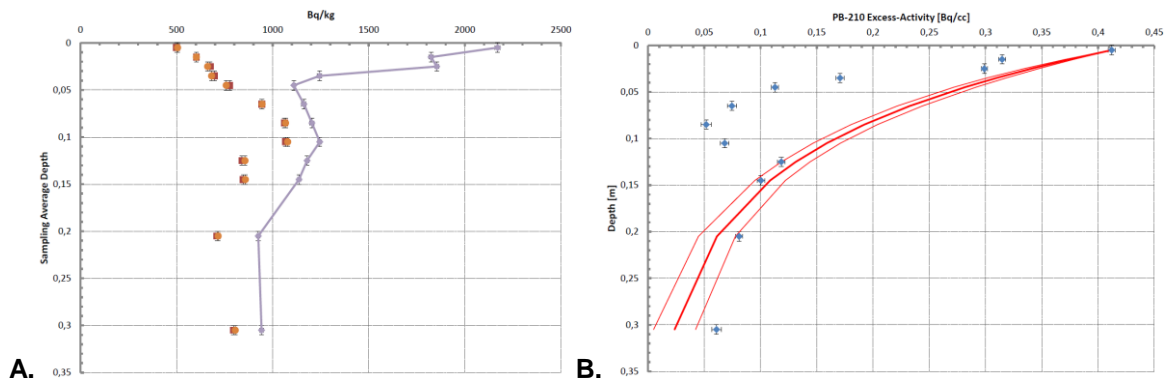 Bq/kg
0 500 1000 1500 2000 2500
0
0,05
0,1
0,15
0,2
0,25
0,3
0,35
Sampling Average Depth
A.
PB-210 Excess-Activity [Bq/cc]
0 0,05 0,1 0,15 0,2 0,25 0,3 0,35 0,4 0,45
0
0,05
0,1
0,15
0,2
0,25
0,3
0,35
Depth [m]
B.